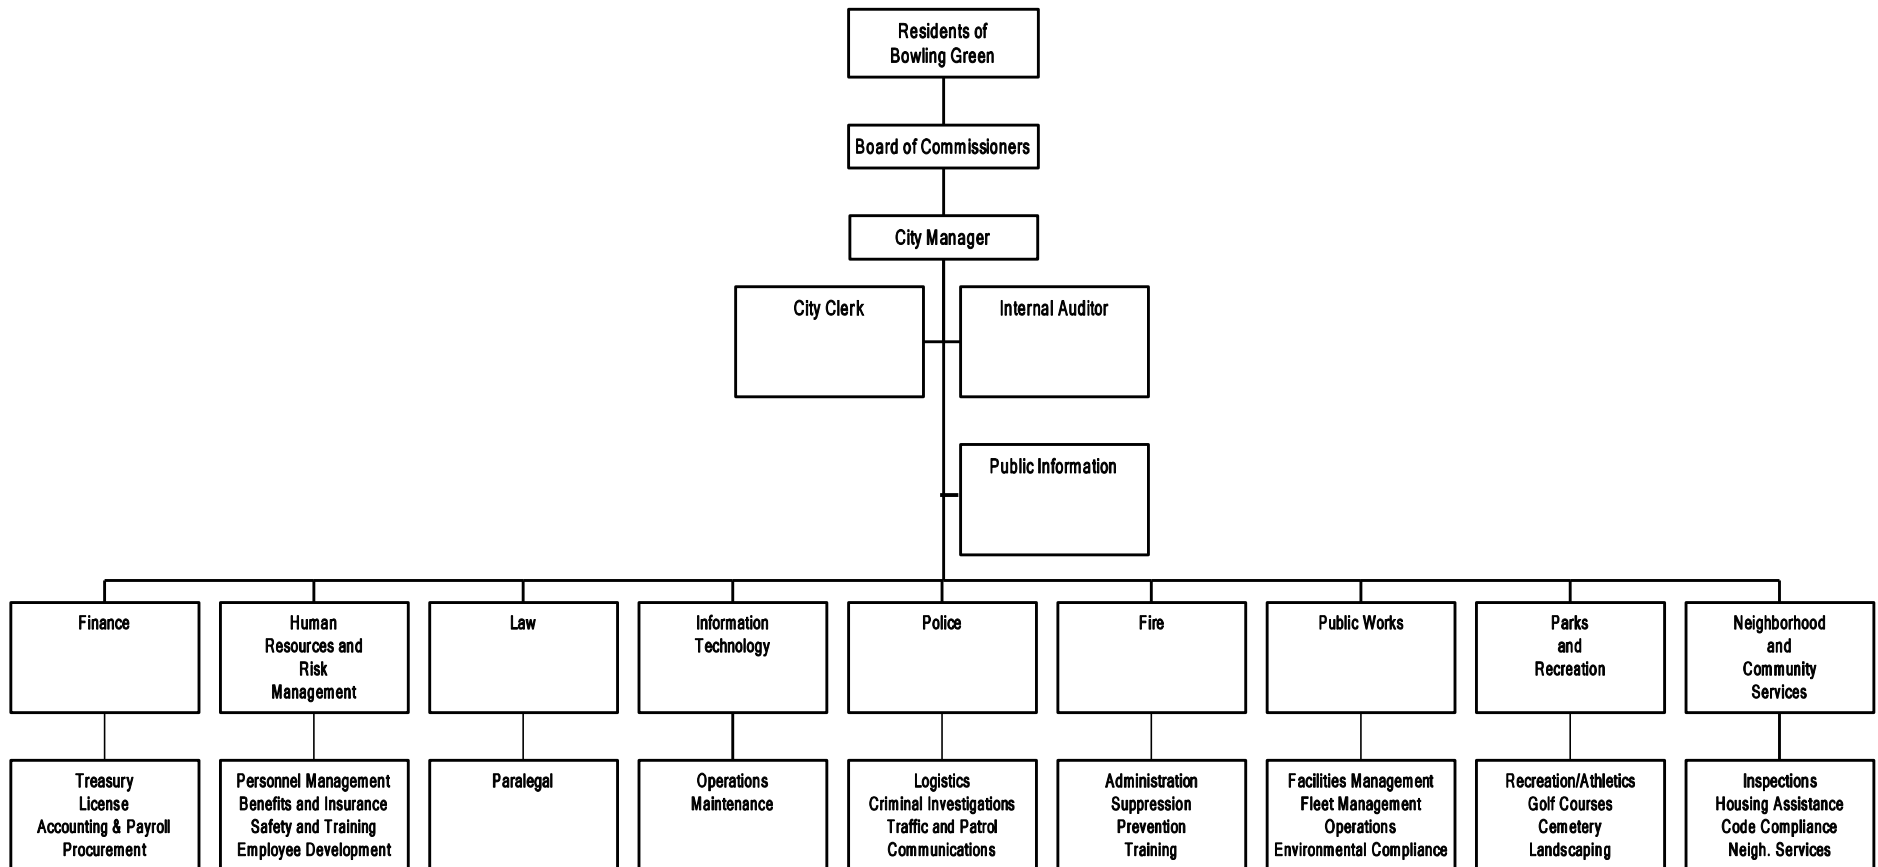 Residents of
Bowling Green
Board of Commissioners
City Manager
City Clerk
Internal Auditor
Public Information
Finance
Human
Resources and
Risk
Management
Law
Information
Technology
Police
Fire
Public Works
Parks
and
Recreation
Neighborhood
and
Community
Services
Treasury
License
Accounting & Payroll
Procurement
Personnel Management
Benefits and Insurance
Safety and Training
Employee Development
Paralegal
Operations
Maintenance
Logistics
Criminal Investigations
Traffic and Patrol
Communications
Administration
Suppression
Prevention
Training
Facilities Management
Fleet Management
Operations
Environmental Compliance
Recreation/Athletics
Golf Courses
Cemetery
Landscaping
Inspections
Housing Assistance
Code Compliance
Neigh. Services